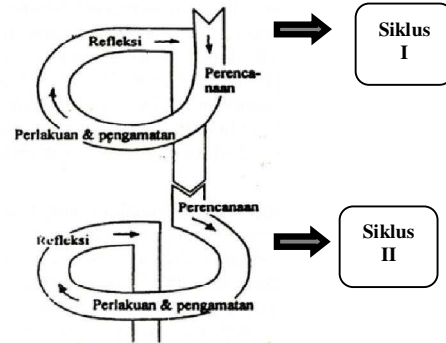 Refleksi
Perenca-
naan
Perlakuan & pengamatan
Siklus
I
Perencanaan
Refleksi
Perlakuan & pengamatan
Siklus
II